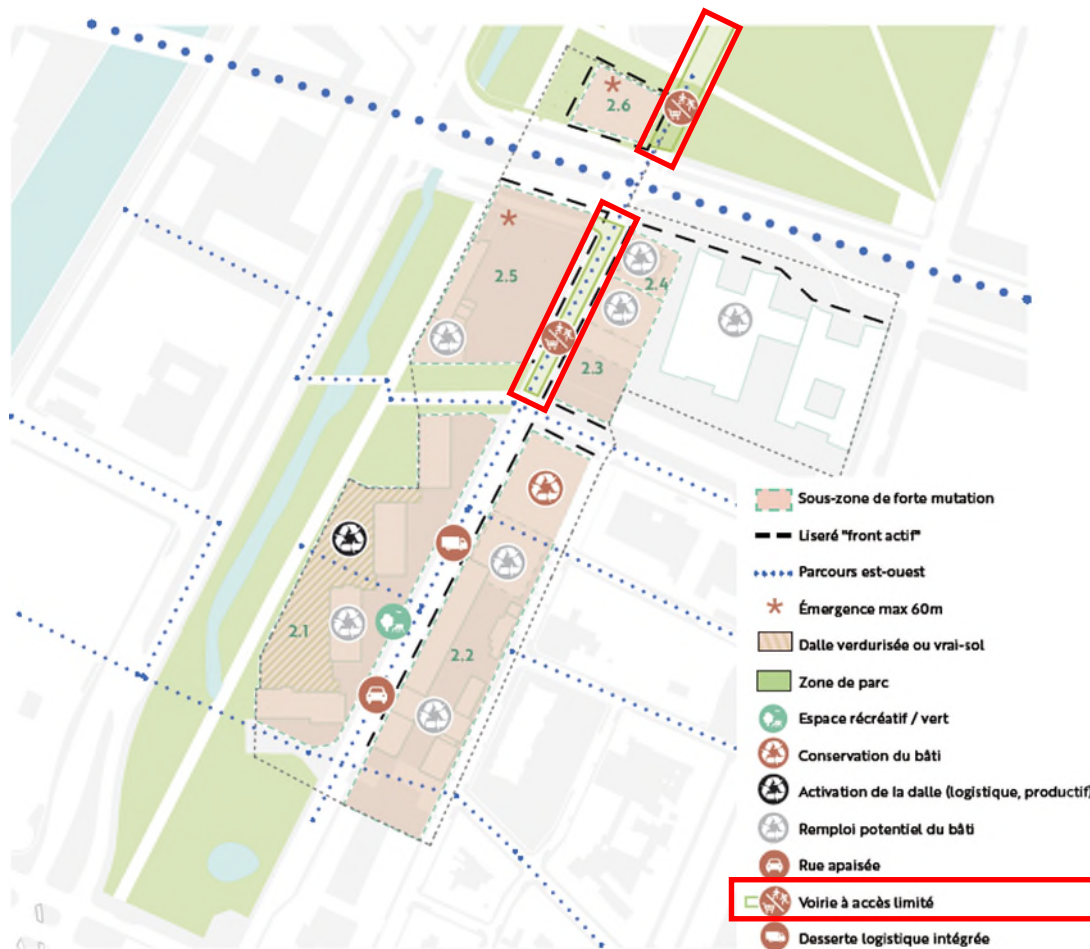 2.6
2.5
2.4
2.3
2.1
2.2
Sous-zone de forte mutation
Liseré "front actif"
Parcours est-ouest
Émergence max 60m
Dalle verdurisée ou vrai-sol
Zone de parc
Espace récréatif / vert
Conservation du bâti
Activation de la dalle (logistique, productif)
Remploi potentiel du bâti
Rue apaisée
Voirie à accès limité
Desserte logistique intégrée